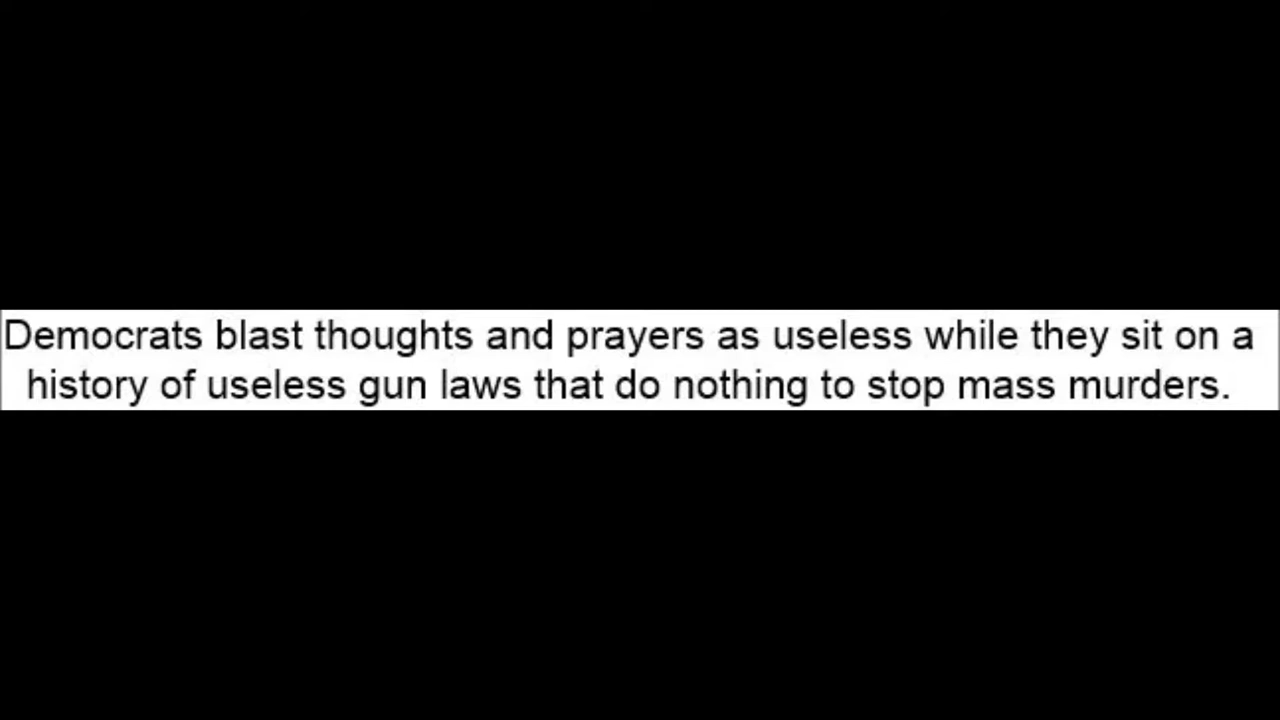 Democrats blast thoughts and prayers as useless while they sit on a
history of useless gun laws that do nothing to stop mass murders.